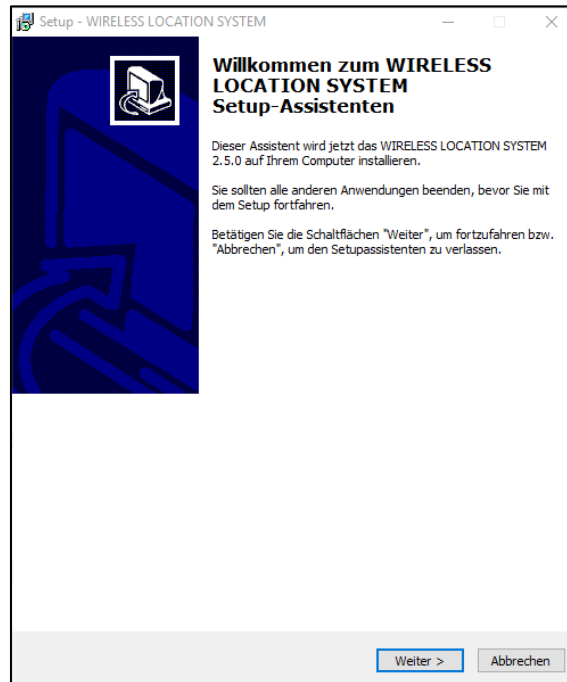 Setup - WIRELESS LOCATION SYSTEM
Willkommen zum WIRELESS
LOCATION SYSTEM
Setup-Assistenten
Dieser Assistent wird jetzt das WIRELESS LOCATION SYSTEM
2.5.0 auf Ihrem Computer installieren.
Sie sollten alle anderen Anwendungen beenden, bevor Sie mit
dem Setup fortfahren.
Betätigen Sie die Schaltflächen "Weiter", um fortzufahren bzw.
"Abbrechen", um den Setupassistenten zu verlassen.
Weiter > Abbrechen